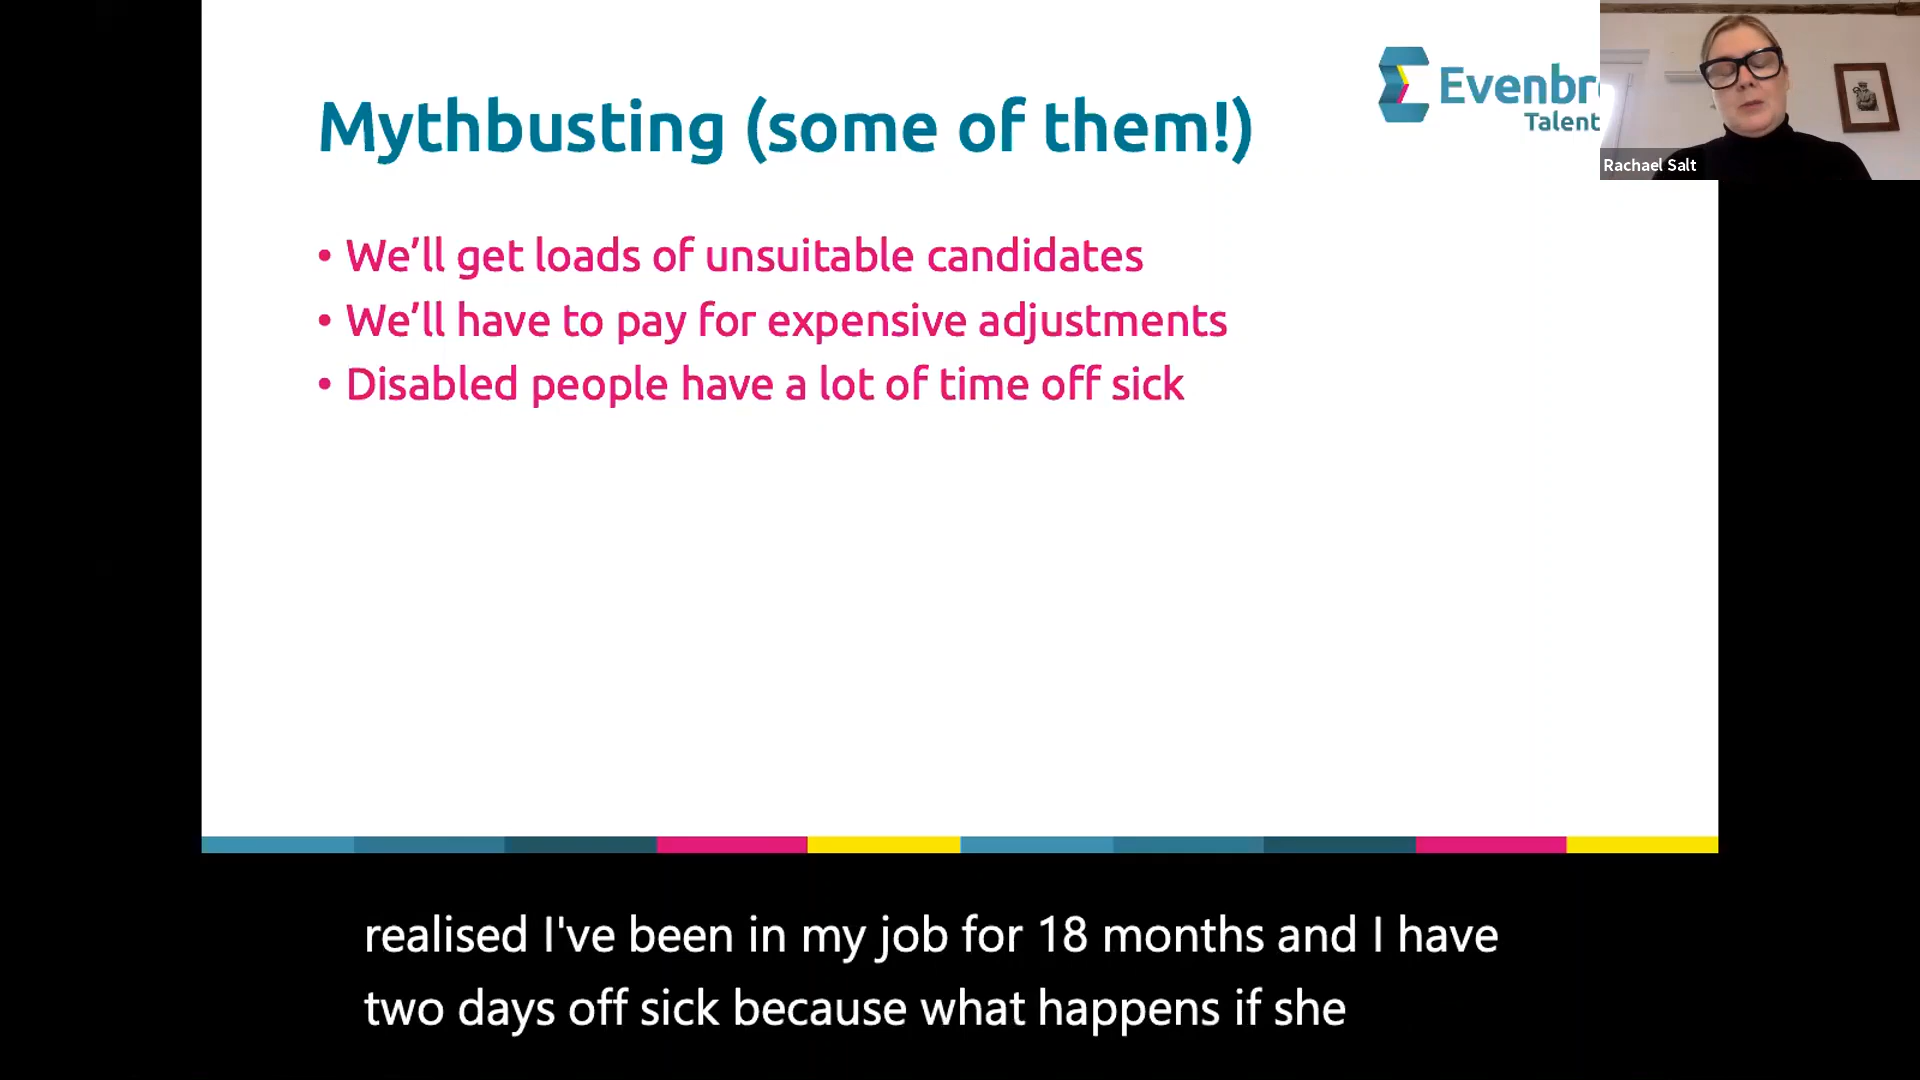 Mythbusting (some of them!)
Evenbr
Talent
Rachael Salt
• We’ll get loads of unsuitable candidates
• We’ll have to pay for expensive adjustments
• Disabled people have a lot of time off sick
realised I've been in my job for 18 months and I have
two days off sick because what happens if she